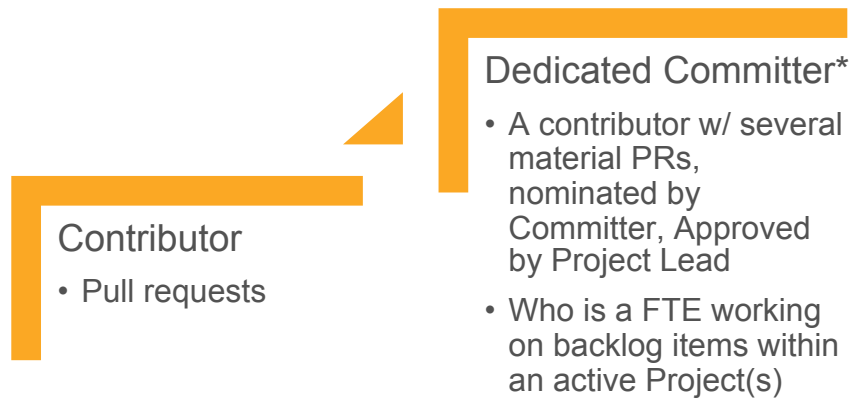 Contributor
• Pull requests
Dedicated Committer*
• A contributor w/ several
material PRs,
nominated by
Committer, Approved
by Project Lead
• Who is a FTE working
on backlog items within
an active Project(s)